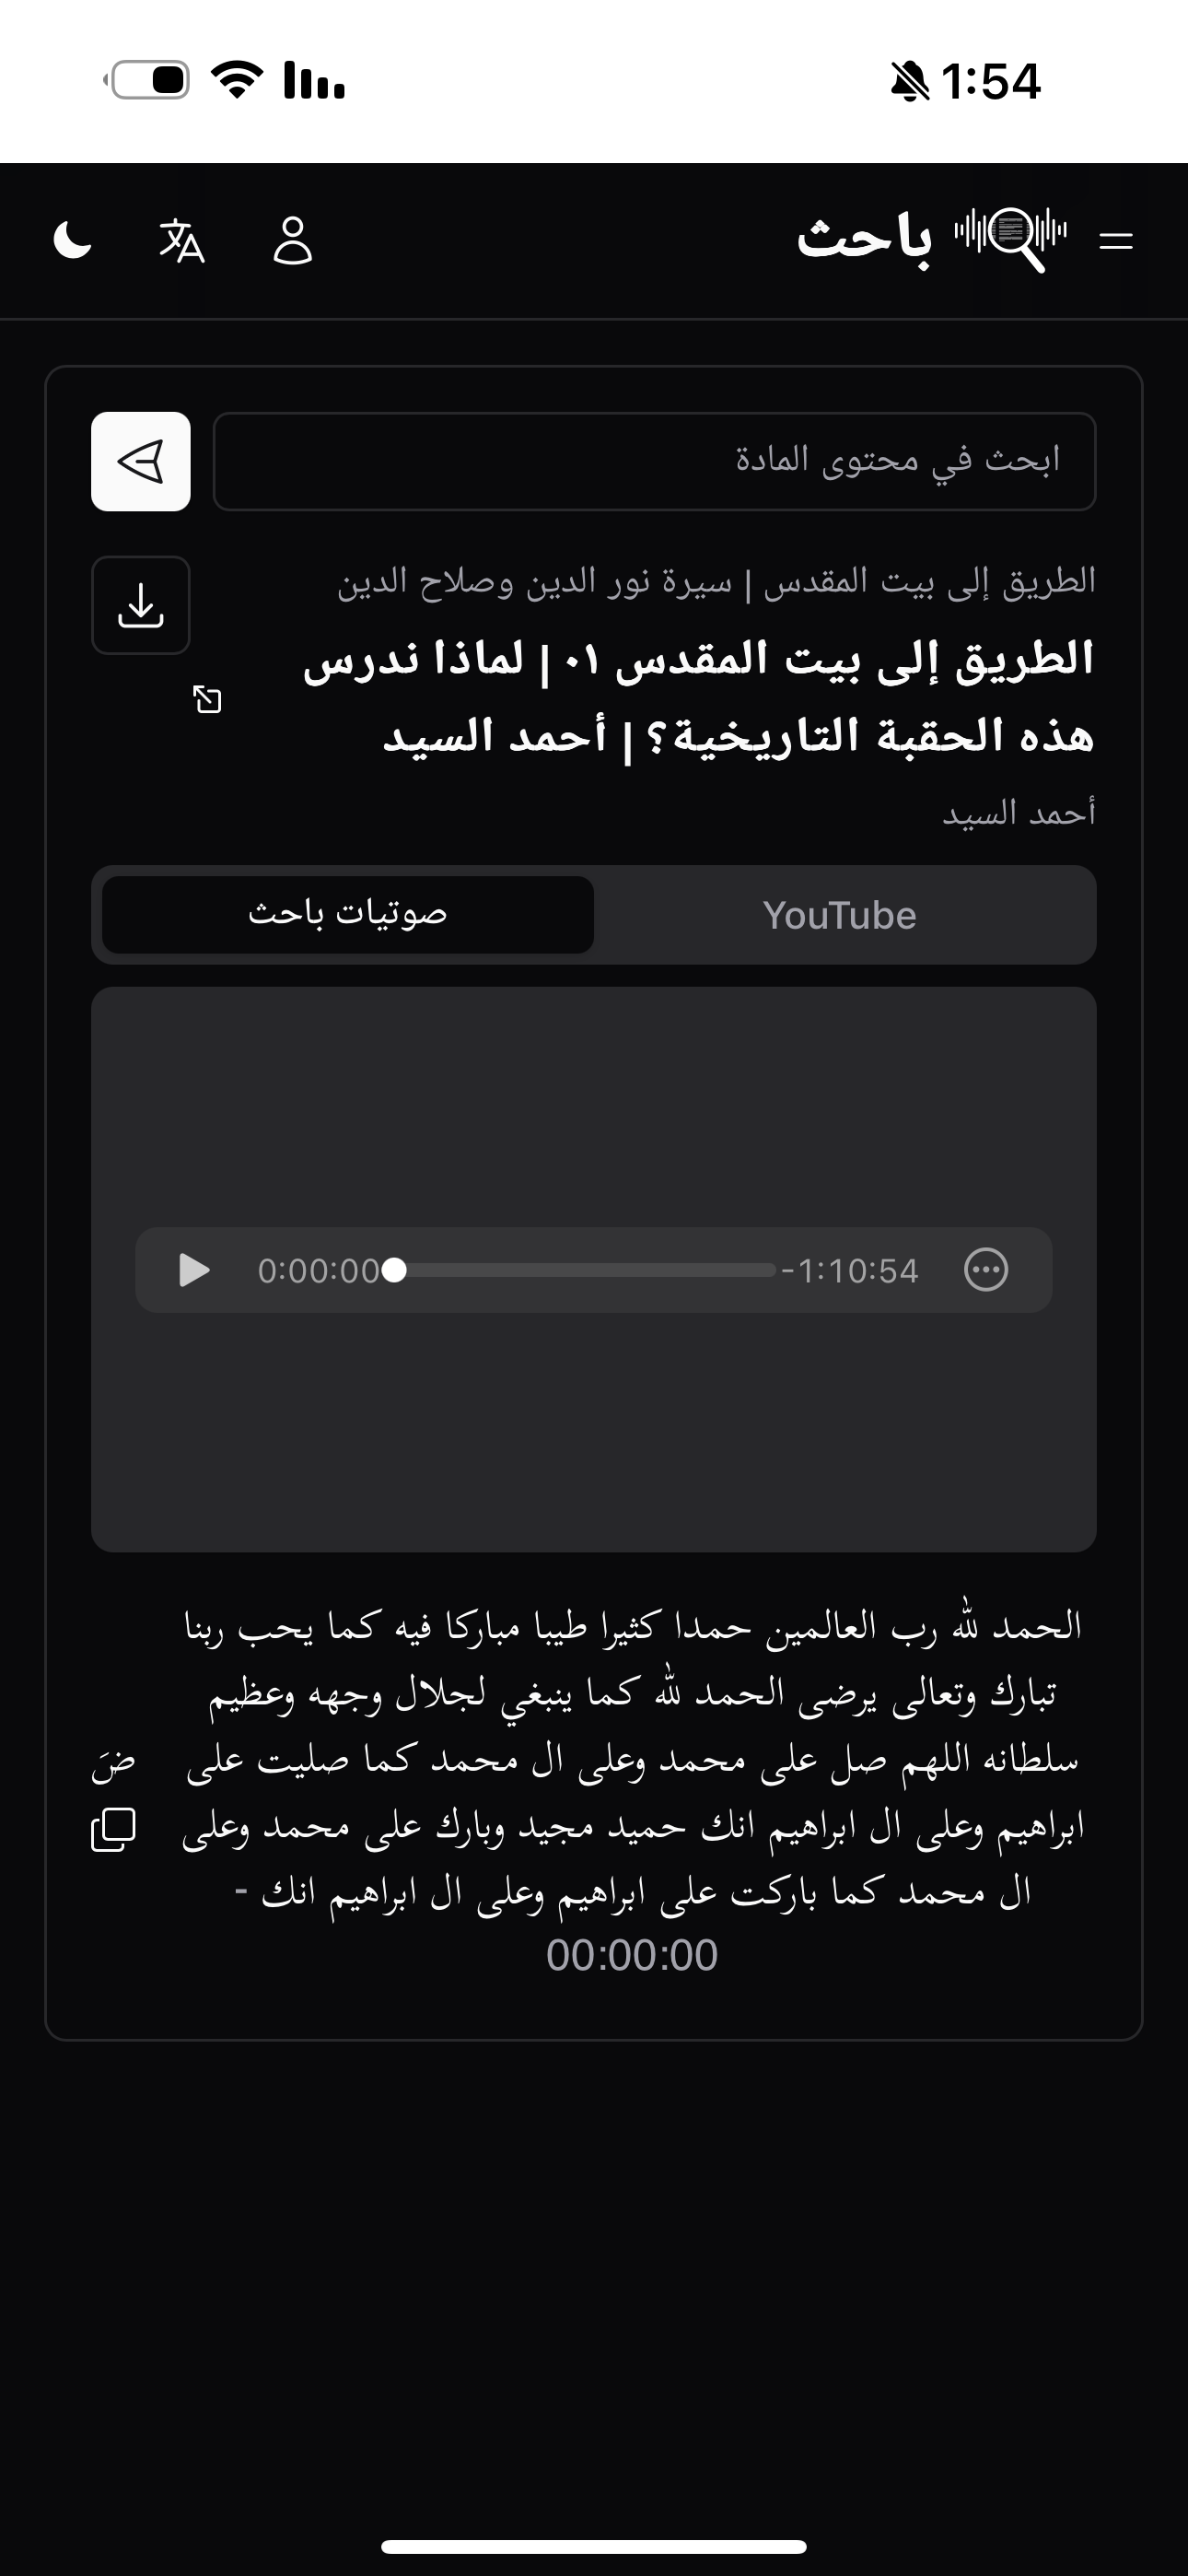 1:54
باحث
ابحث في محتوى المادة
الطريق إلى بيت المقدس | سيرة نور الدين وصلاح الدين
الطريق إلى بيت المقدس ٠١ | لماذا ندرس
هذه الحقبة التاريخية؟ | أحمد السيد
أحمد السيد
YouTube
صوتيات باحث
0:00:00
-1:10:54
الحمد لله رب العالمين حمدا كثيرا طيبا مباركا فيه كما يحب ربنا
تبارك وتعالى يرضى الحمد لله كما ينبغي لجلال وجهه وعظيم
سلطانه اللهم صل على محمد وعلى ال محمد كما صليت على
ابراهيم وعلى ال ابراهيم انك حميد مجيد وبارك على محمد وعلى
ال محمد كما باركت على ابراهيم وعلى ال ابراهيم انك -
00:00:00
ضَ